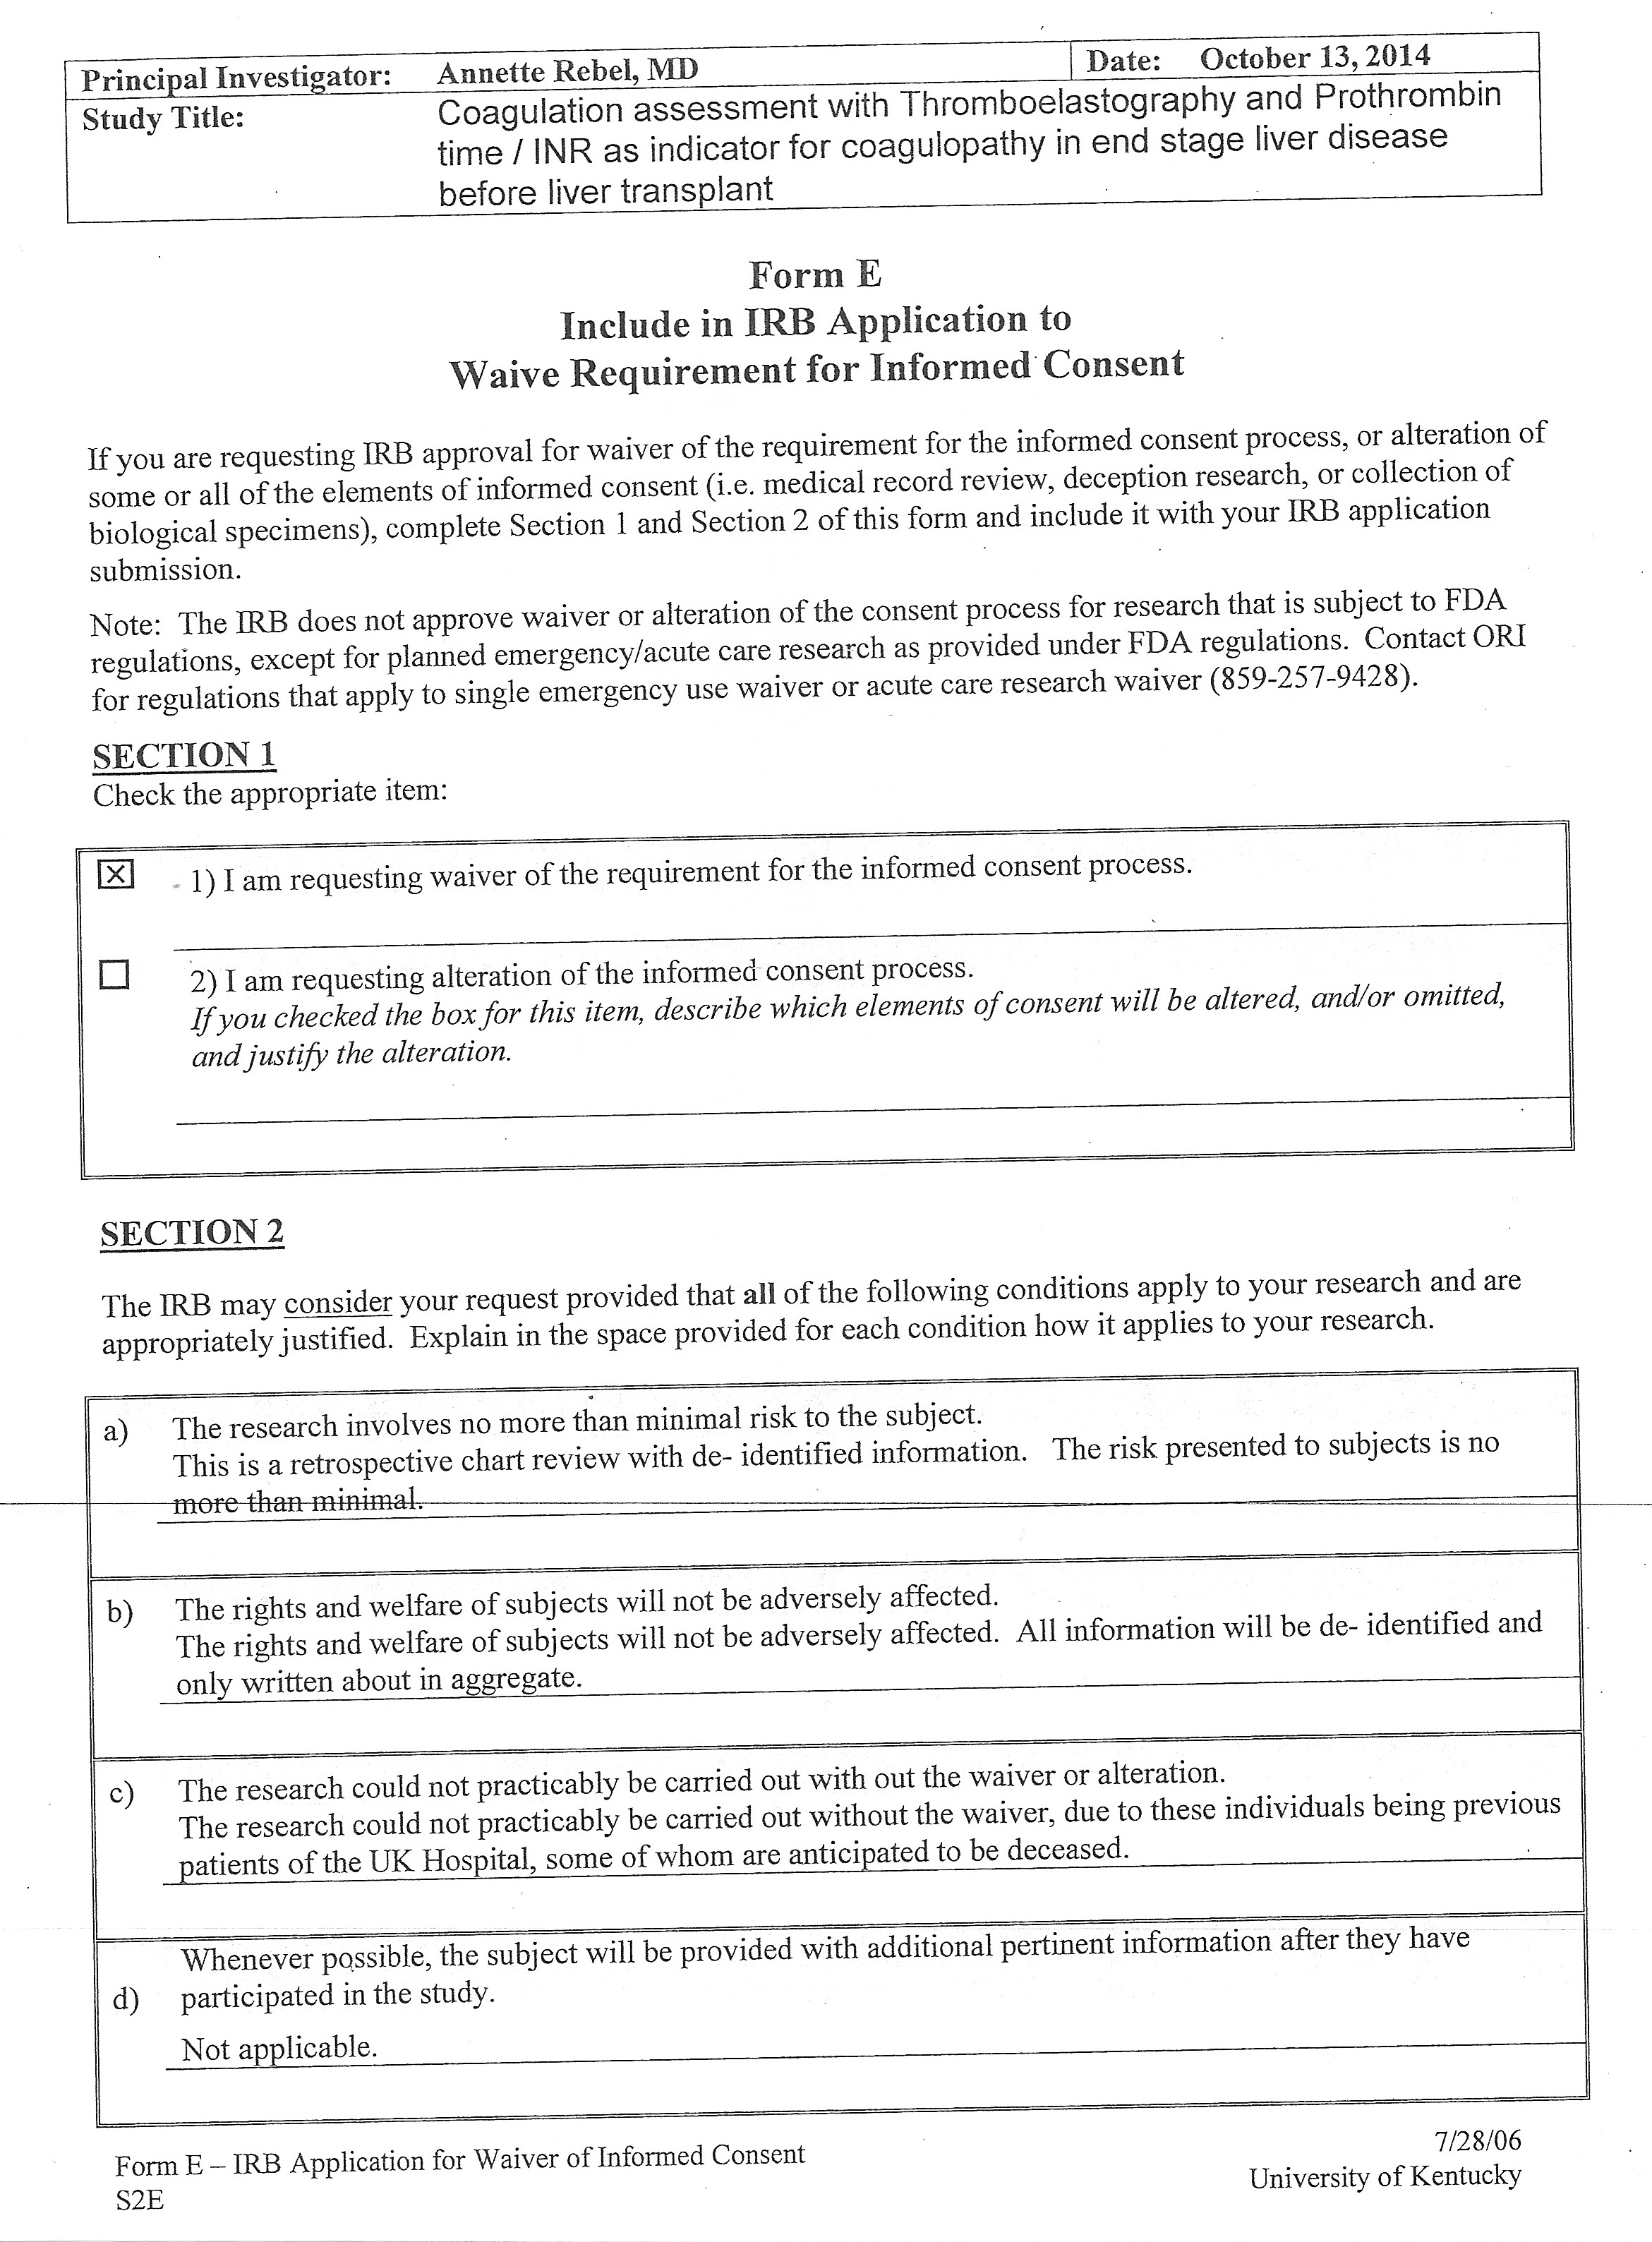 Principal Investigator: Annette Rebel, MD Date: October 13, 2014
Study Title: Coagulation assessment with Thromboelastography and Prothrombin
time / INR as indicator for coagulopathy in end stage liver disease
before liver transplant
Form E
Include in IRB Application to
Waive Requirement for Informed Consent
If you are requesting IRB approval for waiver of the requirement for the informed consent process, or alteration of
some or all of the elements of informed consent (i.e. medical record review, deception research, or collection of
biological specimens), complete Section 1 and Section 2 of this form and include it with your IRB application
submission.
Note: The IRB does not approve waiver or alteration of the consent process for research that is subject to FDA
regulations, except for planned emergency/acute care research as provided under FDA regulations. Contact ORI
for regulations that apply to single emergency use waiver or acute care research waiver (859-257-9428).
SECTION 1
Check the appropriate item:
☒ 1) I am requesting waiver of the requirement for the informed consent process.
☐ 2) I am requesting alteration of the informed consent process.
If you checked the box for this item, describe which elements of consent will be altered, and/or omitted,
and justify the alteration.
SECTION 2
The IRB may consider your request provided that all of the following conditions apply to your research and are
appropriately justified. Explain in the space provided for each condition how it applies to your research.
a) The research involves no more than minimal risk to the subject.
This is a retrospective chart review with de- identified information. The risk presented to subjects is no
more than minimal.
b) The rights and welfare of subjects will not be adversely affected.
The rights and welfare of subjects will not be adversely affected. All information will be de- identified and
only written about in aggregate.
c) The research could not practicably be carried out with out the waiver or alteration.
The research could not practicably be carried out without the waiver, due to these individuals being previous
patients of the UK Hospital, some of whom are anticipated to be deceased.
Whenever possible, the subject will be provided with additional pertinent information after they have
d) participated in the study.
Not applicable.
Form E – IRB Application for Waiver of Informed Consent 7/28/06
S2E University of Kentucky